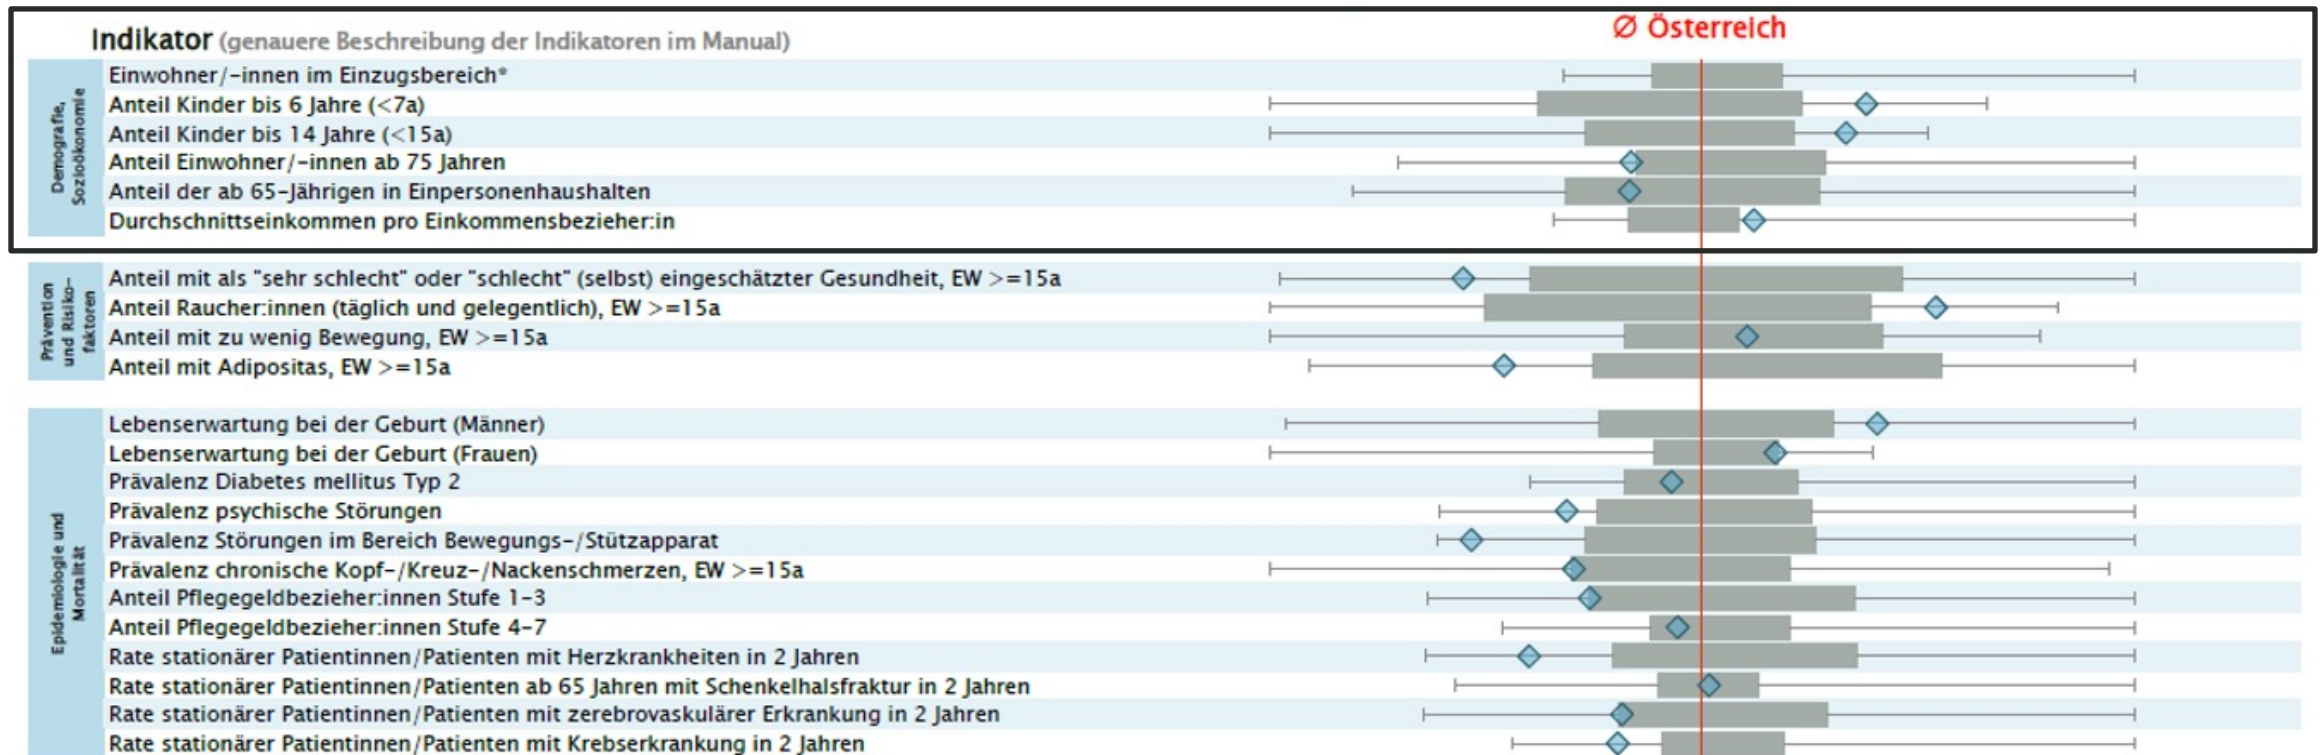 Ø Österreich
Indikator (genauere Beschreibung der Indikatoren im Manual)
Demografie,
Sozioökonomie
Einwohner/-innen im Einzugsbereich*
Anteil Kinder bis 6 Jahre (<7a)
Anteil Kinder bis 14 Jahre (<15a)
Anteil Einwohner/-innen ab 75 Jahren
Anteil der ab 65-Jährigen in Einpersonenhaushalten
Durchschnittseinkommen pro Einkommensbezieher:in
Prävention
und Risiko-
faktoren
Anteil mit als "sehr schlecht" oder "schlecht" (selbst) eingeschätzter Gesundheit, EW >=15a
Anteil Raucher:innen (täglich und gelegentlich), EW >=15a
Anteil mit zu wenig Bewegung, EW >=15a
Anteil mit Adipositas, EW >=15a
Epidemiologie und
Mortalität
Lebenserwartung bei der Geburt (Männer)
Lebenserwartung bei der Geburt (Frauen)
Prävalenz Diabetes mellitus Typ 2
Prävalenz psychische Störungen
Prävalenz Störungen im Bereich Bewegungs-/Stützapparat
Prävalenz chronische Kopf-/Kreuz-/Nackenschmerzen, EW >=15a
Anteil Pflegegeldbezieher:innen Stufe 1-3
Anteil Pflegegeldbezieher:innen Stufe 4-7
Rate stationärer Patientinnen/Patienten mit Herzkrankheiten in 2 Jahren
Rate stationärer Patientinnen/Patienten ab 65 Jahren mit Schenkelhalsfraktur in 2 Jahren
Rate stationärer Patientinnen/Patienten mit zerebrovaskulärer Erkrankung in 2 Jahren
Rate stationärer Patientinnen/Patienten mit Krebserkrankung in 2 Jahren